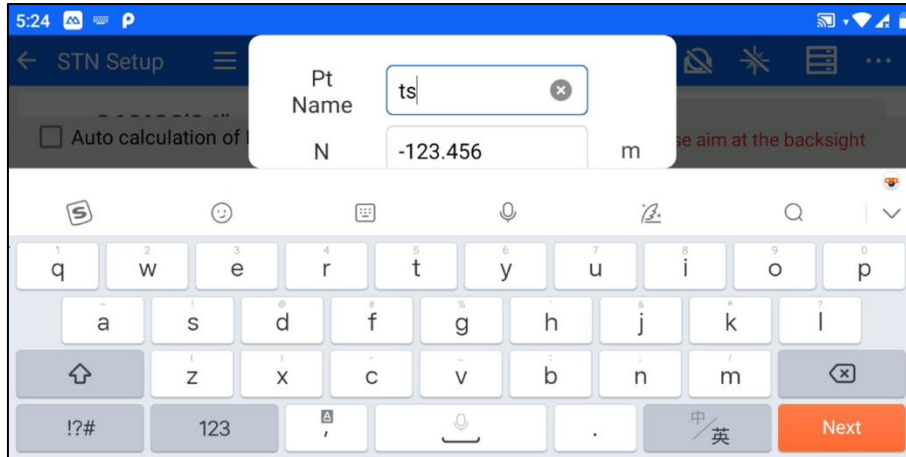 5:24
STN Setup
Pt Name
ts
N
-123.456
m
Auto calculation of
se aim at the backsight
1 2 3 4 5 6 7 8 9 0
q w e r t y u i o p
a s d f g h j k l
z x c v b n m
!?#
123
,
.
中/英
Next